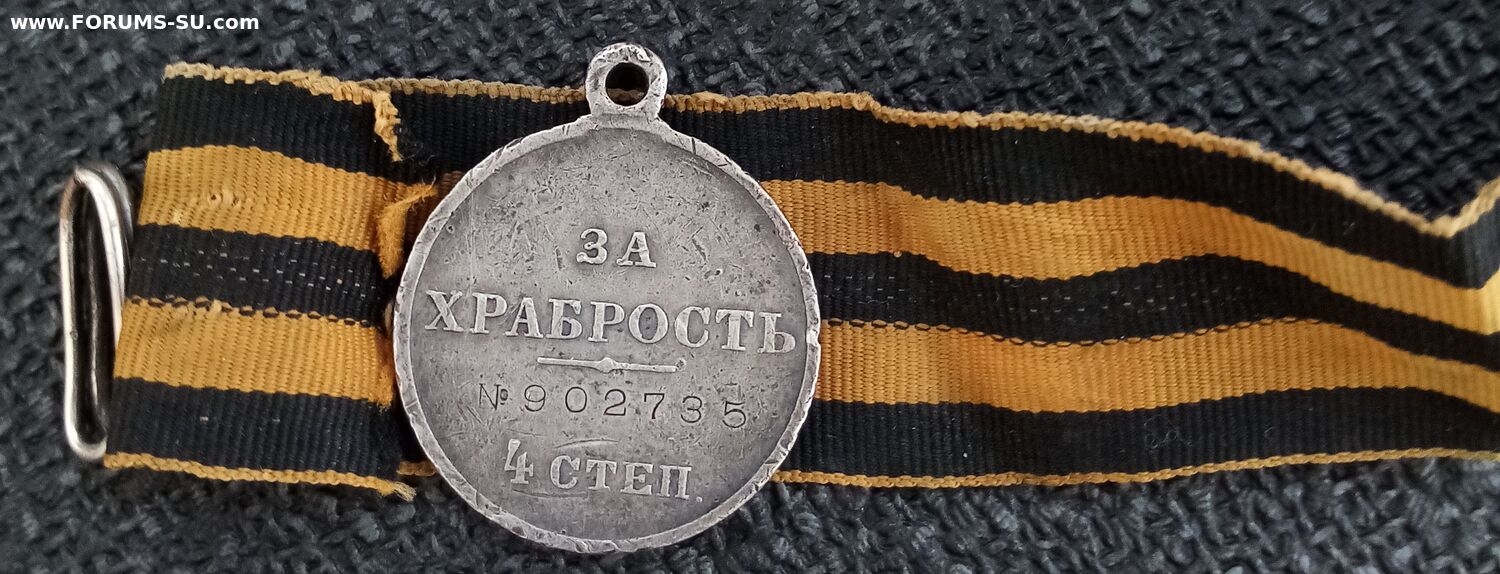 www.FORUMS-SU.com
ЗА
ХРАБРОСТЬ
№ 902735
4 СТЕП.